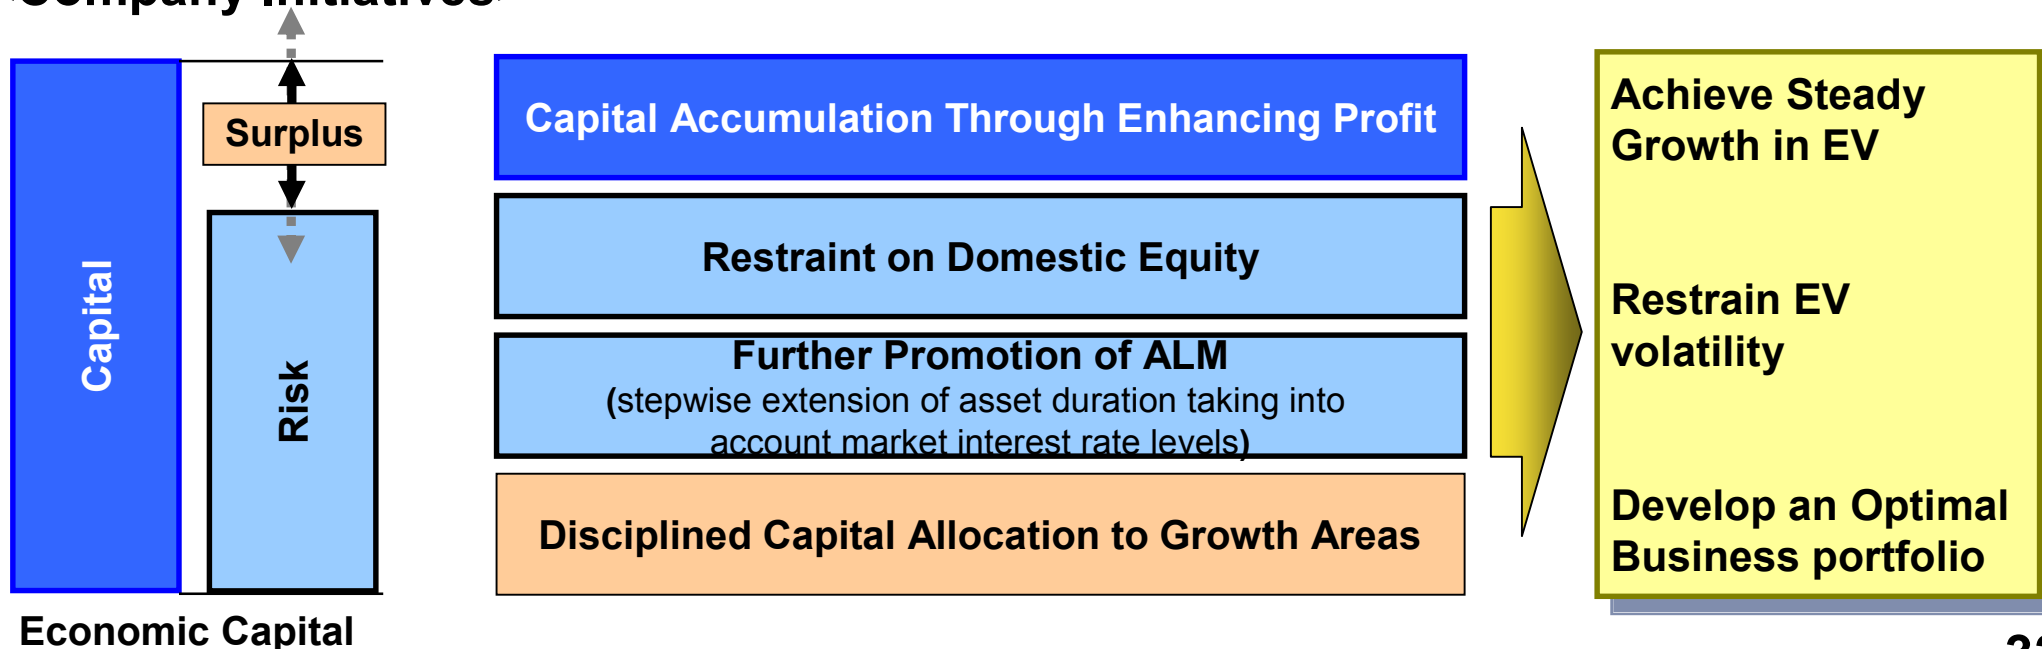 Company Initiatives
Surplus
Capital
Risk
Economic Capital
Capital Accumulation Through Enhancing Profit
Restraint on Domestic Equity
Further Promotion of ALM
(stepwise extension of asset duration taking into
account market interest rate levels)
Disciplined Capital Allocation to Growth Areas
Achieve Steady
Growth in EV
Restrain EV
volatility
Develop an Optimal
Business portfolio